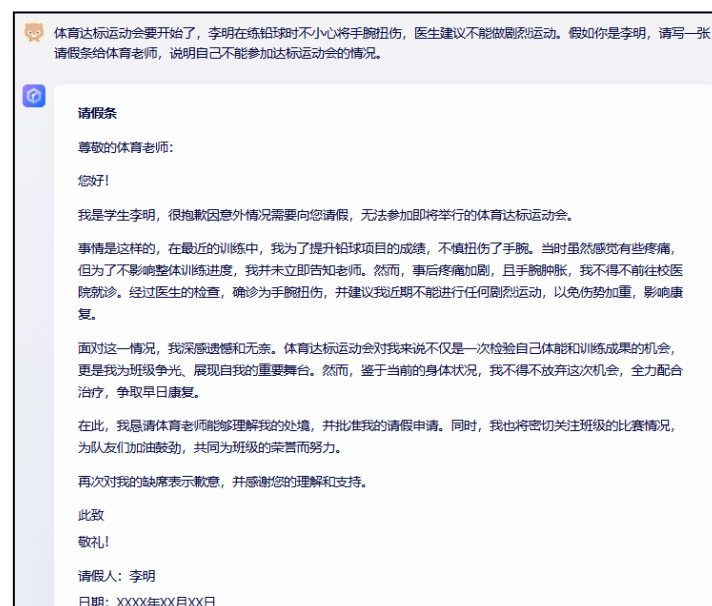 体育达标运动会要开始了，李明在练铅球时不小心将手腕扭伤，医生建议不能做剧烈运动。假如你是李明，请写一张
请假条给体育老师，说明自己不能参加达标运动会的情况。
请假条
尊敬的体育老师：
您好！
我是学生李明，很抱歉因意外情况需要向您请假，无法参加即将举行的体育达标运动会。
事情是这样的，在最近的训练中，我为了提升铅球项目的成绩，不慎扭伤了手腕。当时虽然感觉有些疼痛，
但为了不影响整体训练进度，我并未立即告知老师。然而，事后疼痛加剧，且手腕肿胀，我不得不前往校医
院就诊。经过医生的检查，确诊为手腕扭伤，并建议我近期不能进行任何剧烈运动，以免伤势加重，影响康
复。
面对这一情况，我深感遗憾和无奈。体育达标运动会对我来说不仅是一次检验自己体能和训练成果的机会，
更是我为班级争光、展现自我的重要舞台。然而，鉴于当前的身体状况，我不得不放弃这次机会，全力配合
治疗，争取早日康复。
在此，我恳请体育老师能够理解我的处境，并批准我的请假申请。同时，我也将密切关注班级的比赛情况，
为队友们加油鼓劲，共同为班级的荣誉而努力。
再次对我的缺席表示歉意，并感谢您的理解和支持。
此致
敬礼！
请假人：李明
日期：XXXX年XX月XX日